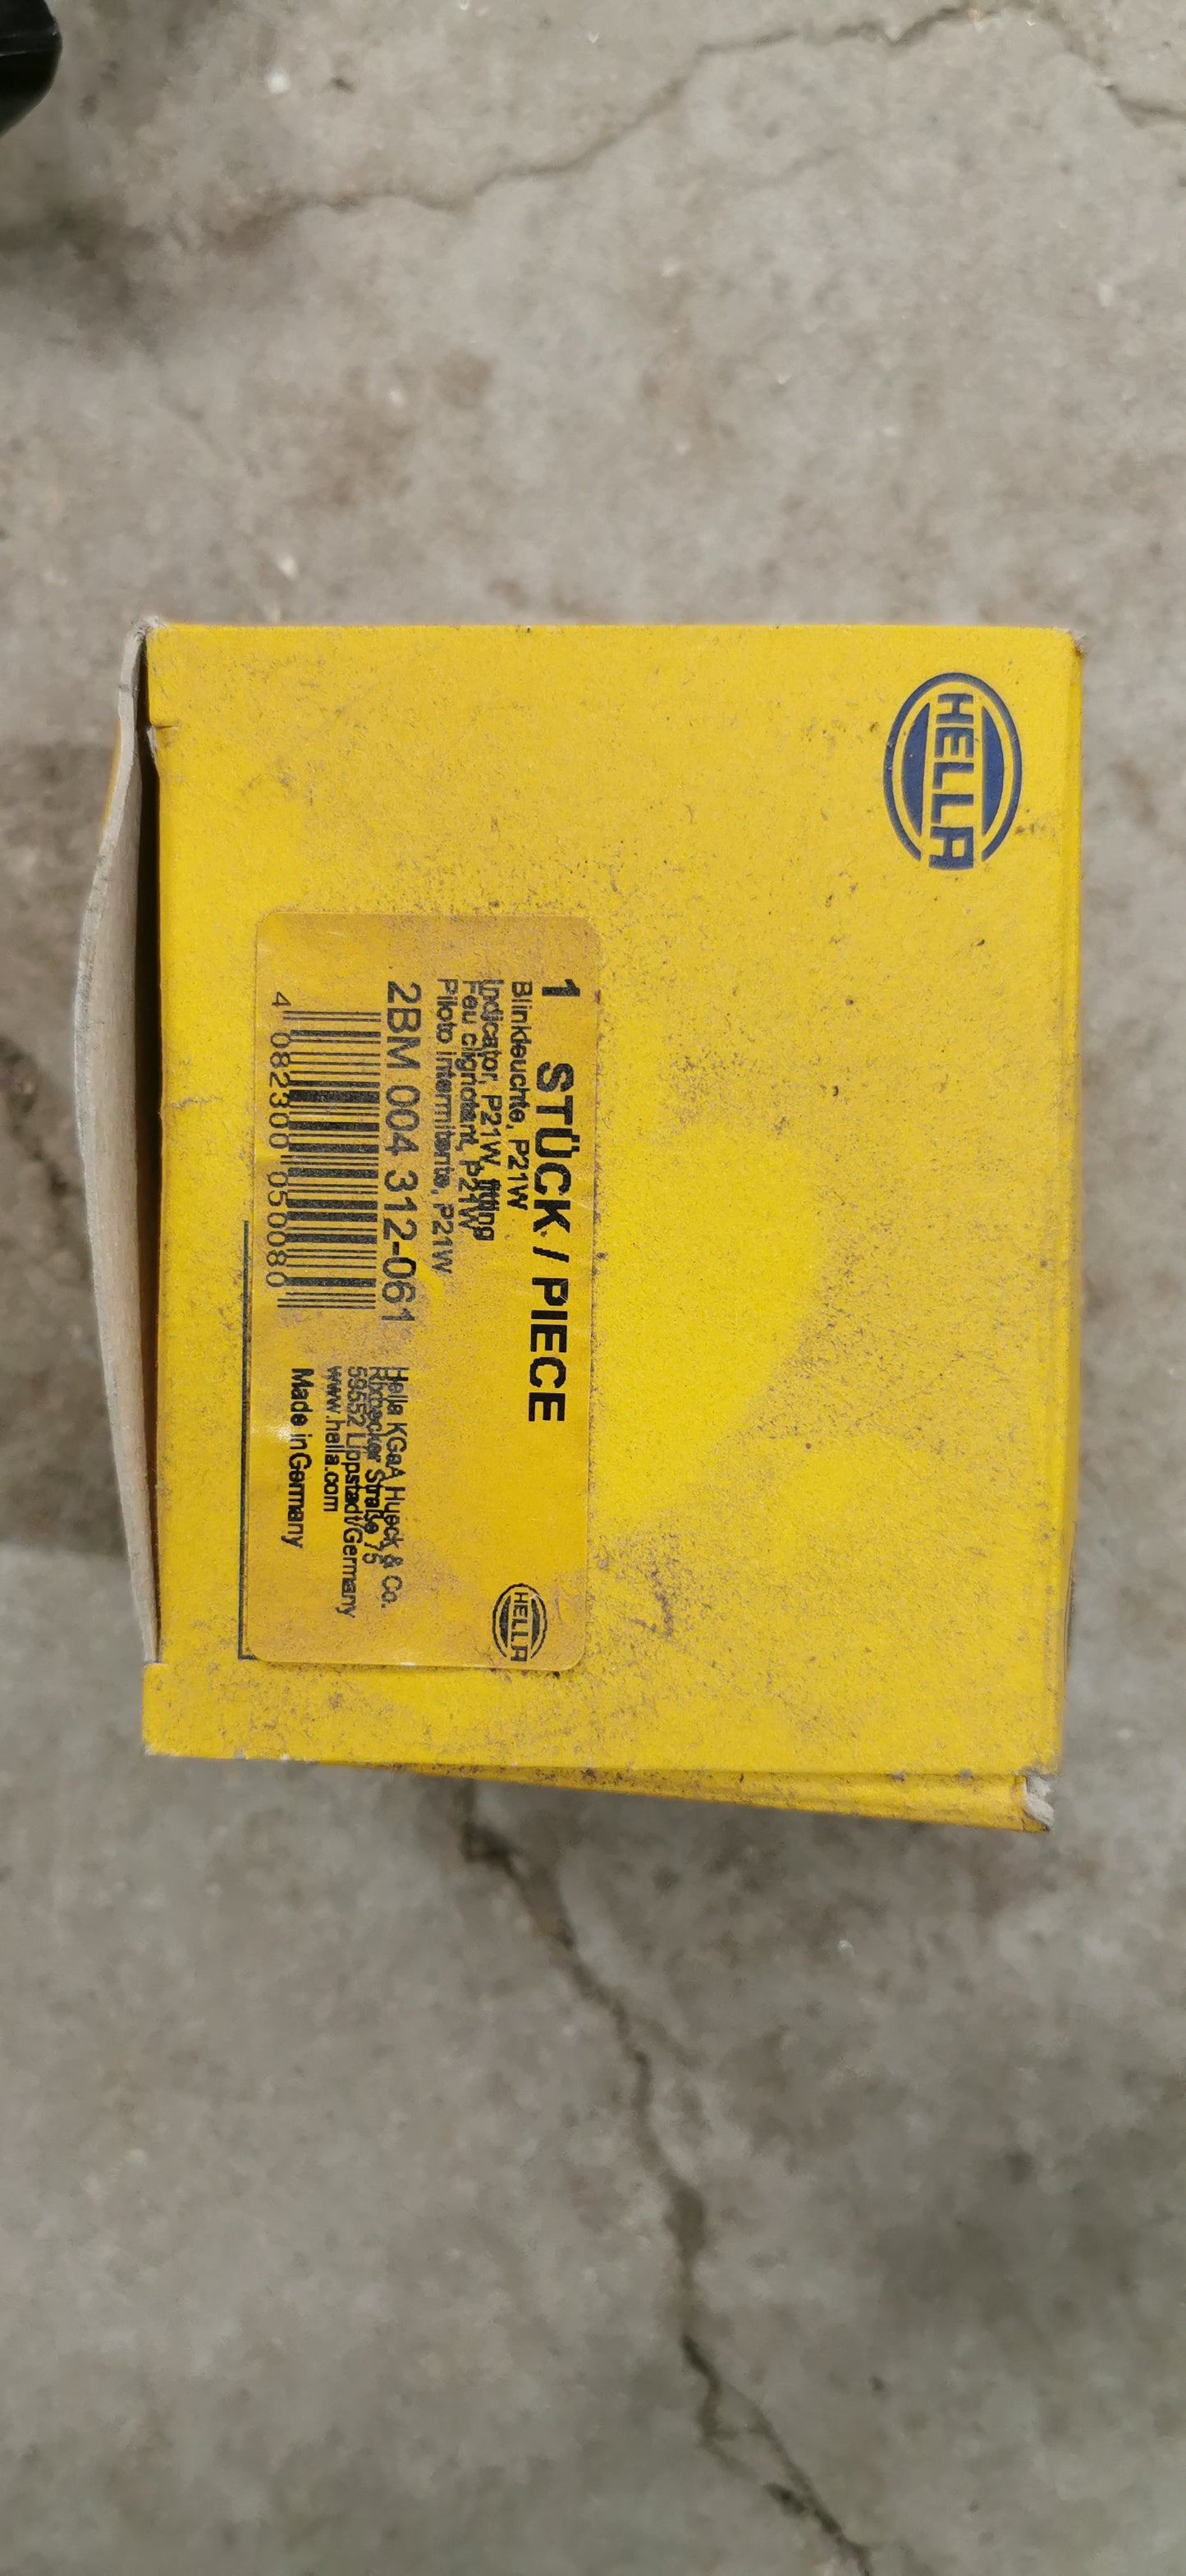 HELLA
1 STÜCK / PIECE
Blinkleuchte, P21W
Indicator, P21W, fitting
Feu clignotant, P21W
Piloto intermitente, P21W
2BM 004 312-061
4 082300 050080
Hella KGaA Hueck & Co.
Rixbecker Straße 75
59552 Lippstadt/Germany
www.hella.com
Made in Germany
HELLA